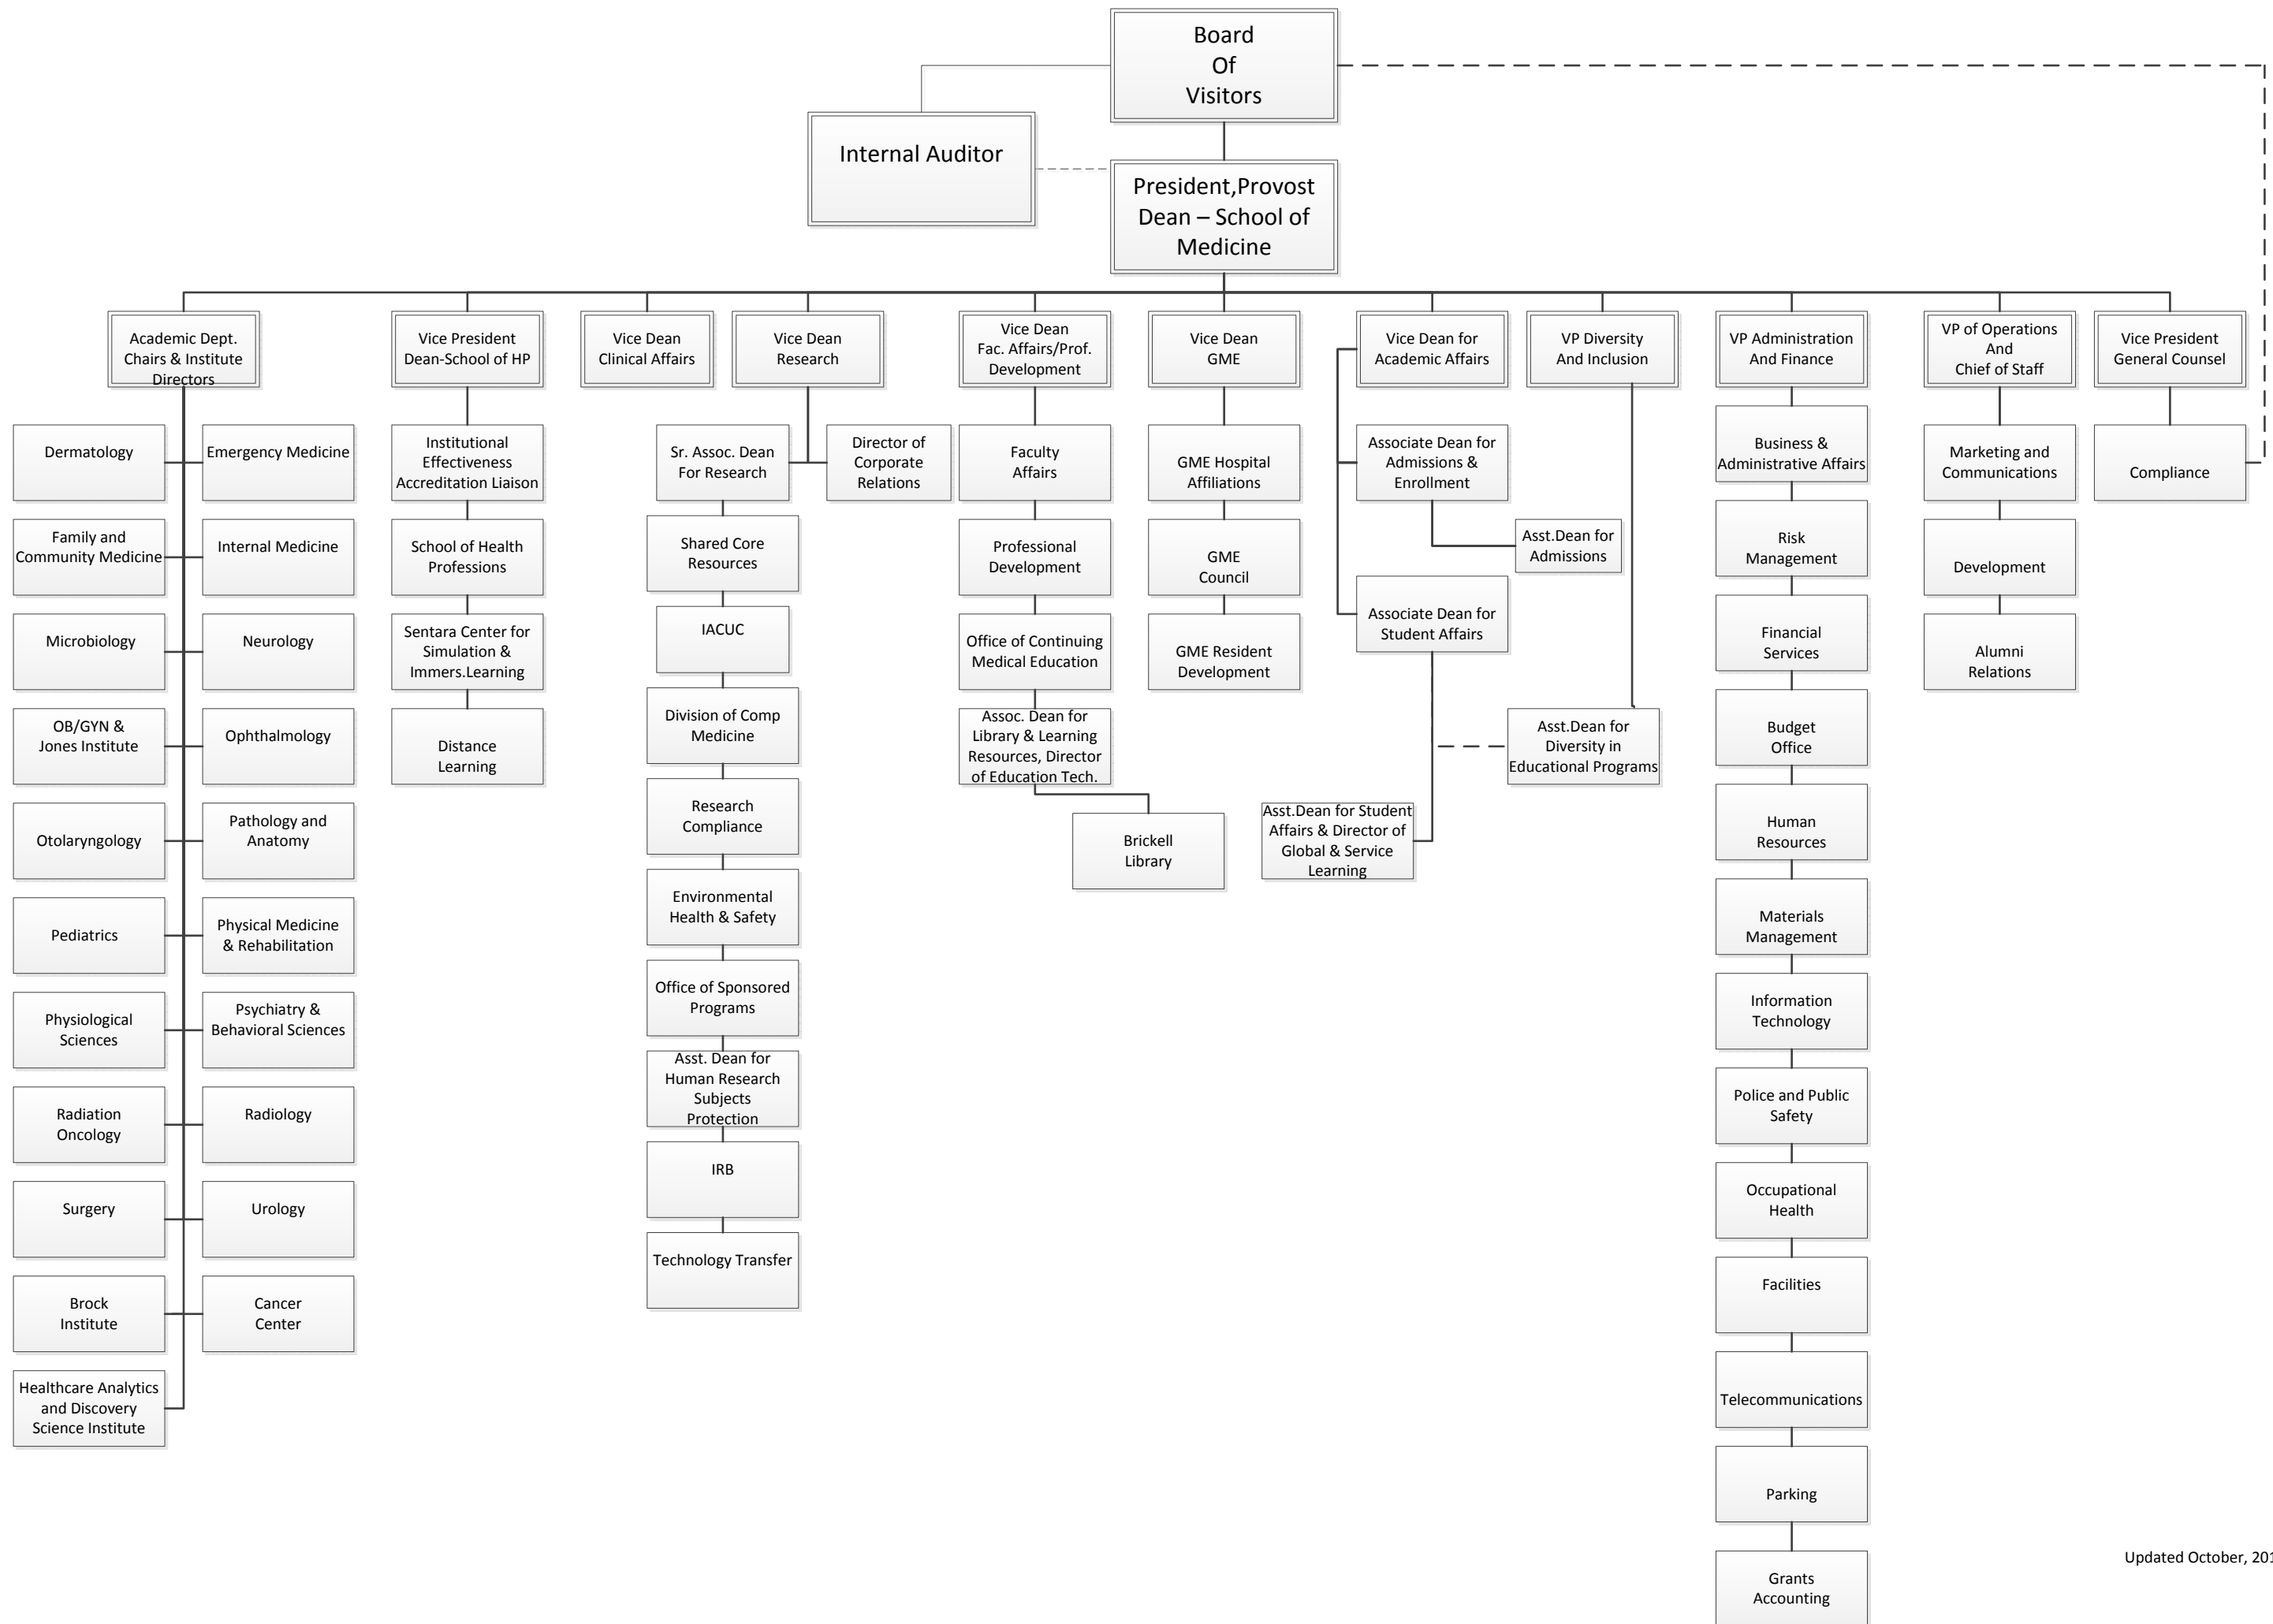 Board
Of
Visitors
Internal Auditor
President,Provost
Dean – School of
Medicine
Academic Dept.
Chairs & Institute
Directors
Vice President
Dean-School of HP
Vice Dean
Clinical Affairs
Vice Dean
Research
Vice Dean
Fac. Affairs/Prof.
Development
Vice Dean
GME
Vice Dean for
Academic Affairs
VP Diversity
And Inclusion
VP Administration
And Finance
VP of Operations
And
Chief of Staff
Vice President
General Counsel
Dermatology
Emergency Medicine
Family and
Community Medicine
Internal Medicine
Microbiology
Neurology
OB/GYN &
Jones Institute
Ophthalmology
Otolaryngology
Pathology and
Anatomy
Pediatrics
Physical Medicine
& Rehabilitation
Physiological
Sciences
Psychiatry &
Behavioral Sciences
Radiation
Oncology
Radiology
Surgery
Urology
Brock
Institute
Cancer
Center
Healthcare Analytics
and Discovery
Science Institute
Institutional
Effectiveness
Accreditation Liaison
School of Health
Professions
Sentara Center for
Simulation &
Immers.Learning
Distance
Learning
Sr. Assoc. Dean
For Research
Director of
Corporate
Relations
Shared Core
Resources
IACUC
Division of Comp
Medicine
Research
Compliance
Environmental
Health & Safety
Office of Sponsored
Programs
Asst. Dean for
Human Research
Subjects
Protection
IRB
Technology Transfer
Faculty
Affairs
Professional
Development
Office of Continuing
Medical Education
Assoc. Dean for
Library & Learning
Resources, Director
of Education Tech.
Brickell
Library
GME Hospital
Affiliations
GME
Council
GME Resident
Development
Associate Dean for
Admissions &
Enrollment
Asst.Dean for
Admissions
Associate Dean for
Student Affairs
Asst.Dean for
Diversity in
Educational Programs
Asst.Dean for Student
Affairs & Director of
Global & Service
Learning
Business &
Administrative Affairs
Risk
Management
Financial
Services
Budget
Office
Human
Resources
Materials
Management
Information
Technology
Police and Public
Safety
Occupational
Health
Facilities
Telecommunications
Parking
Grants
Accounting
Marketing and
Communications
Development
Alumni
Relations
Compliance
Updated October,